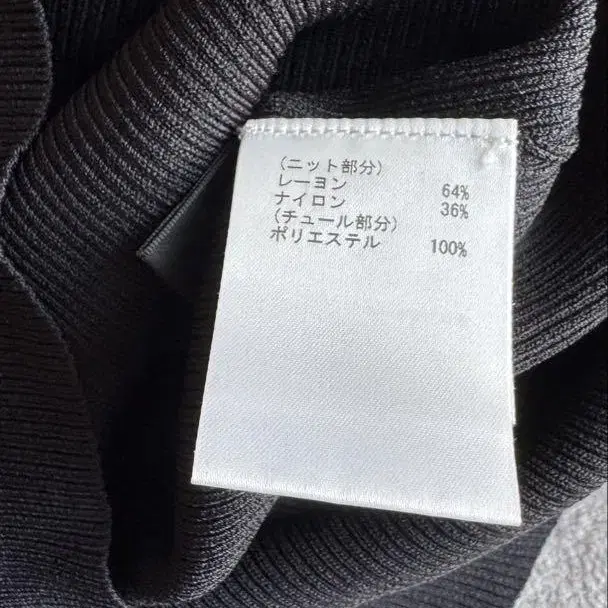 (ニット部分)
レーヨン 64%
ナイロン 36%
(チュール部分)
ポリエステル 100%